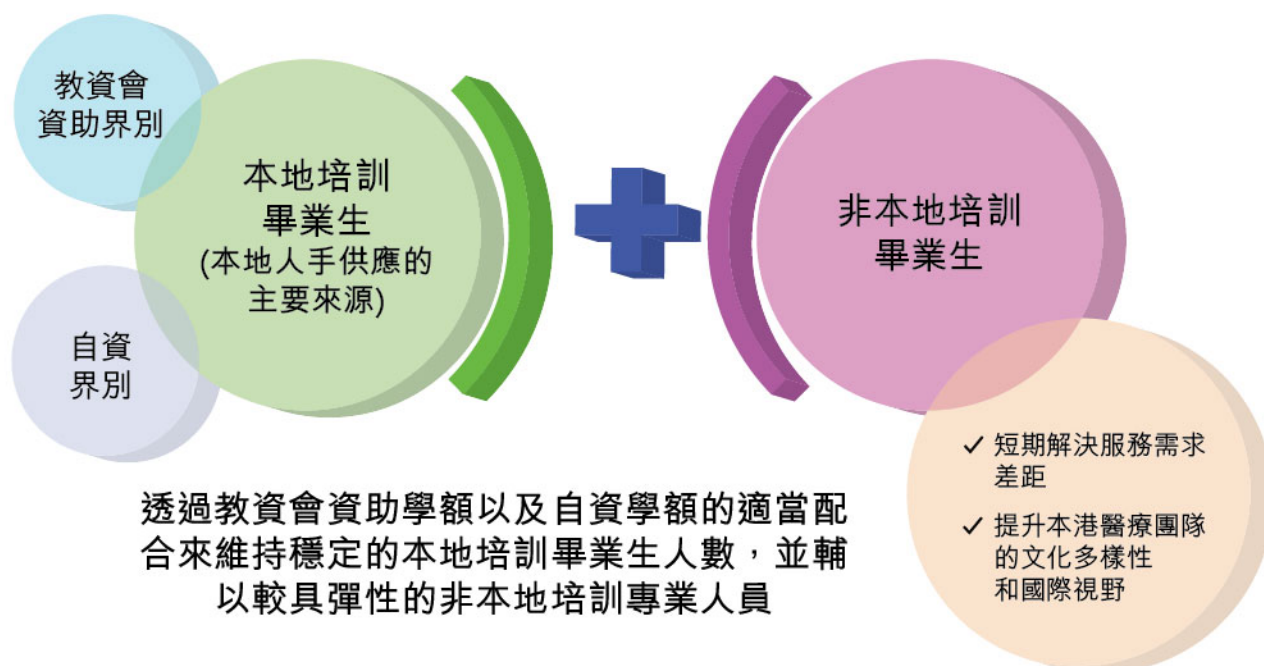 教資會
資助界別
本地培訓
畢業生
(本地人手供應的
主要來源)
自資
界別
非本地培訓
畢業生
✓ 短期解決服務需求
差距
✓ 提升本港醫療團隊
的文化多樣性
和國際視野
透過教資會資助學額以及自資學額的適當配
合來維持穩定的本地培訓畢業生人數，並輔
以較具彈性的非本地培訓專業人員